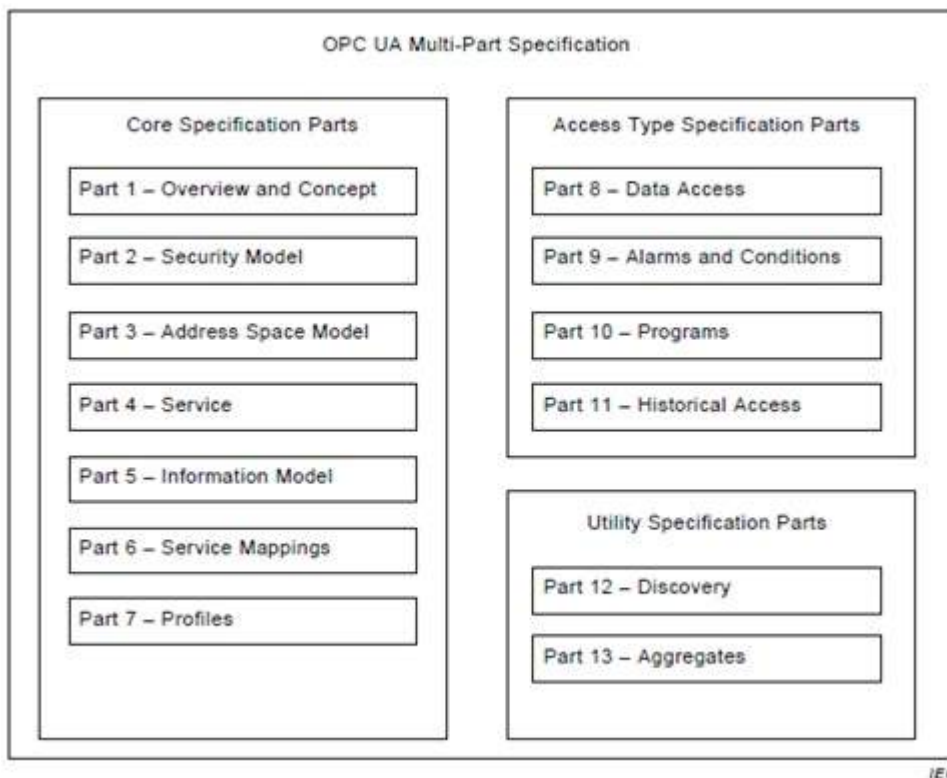 OPC UA Multi-Part Specification
Core Specification Parts
Part 1 – Overview and Concept
Part 2 – Security Model
Part 3 – Address Space Model
Part 4 – Service
Part 5 – Information Model
Part 6 – Service Mappings
Part 7 – Profiles
Access Type Specification Parts
Part 8 – Data Access
Part 9 – Alarms and Conditions
Part 10 – Programs
Part 11 – Historical Access
Utility Specification Parts
Part 12 – Discovery
Part 13 – Aggregates